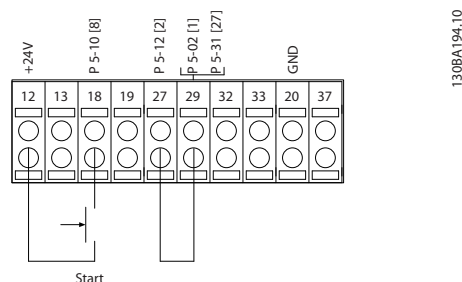 +24V
P 5-10 [8]
P 5-12 [2]
P 5-02 [1]
P 5-31 [27]
GND
130BA194.10
12 13 18 19 27 29 32 33 20 37
Start